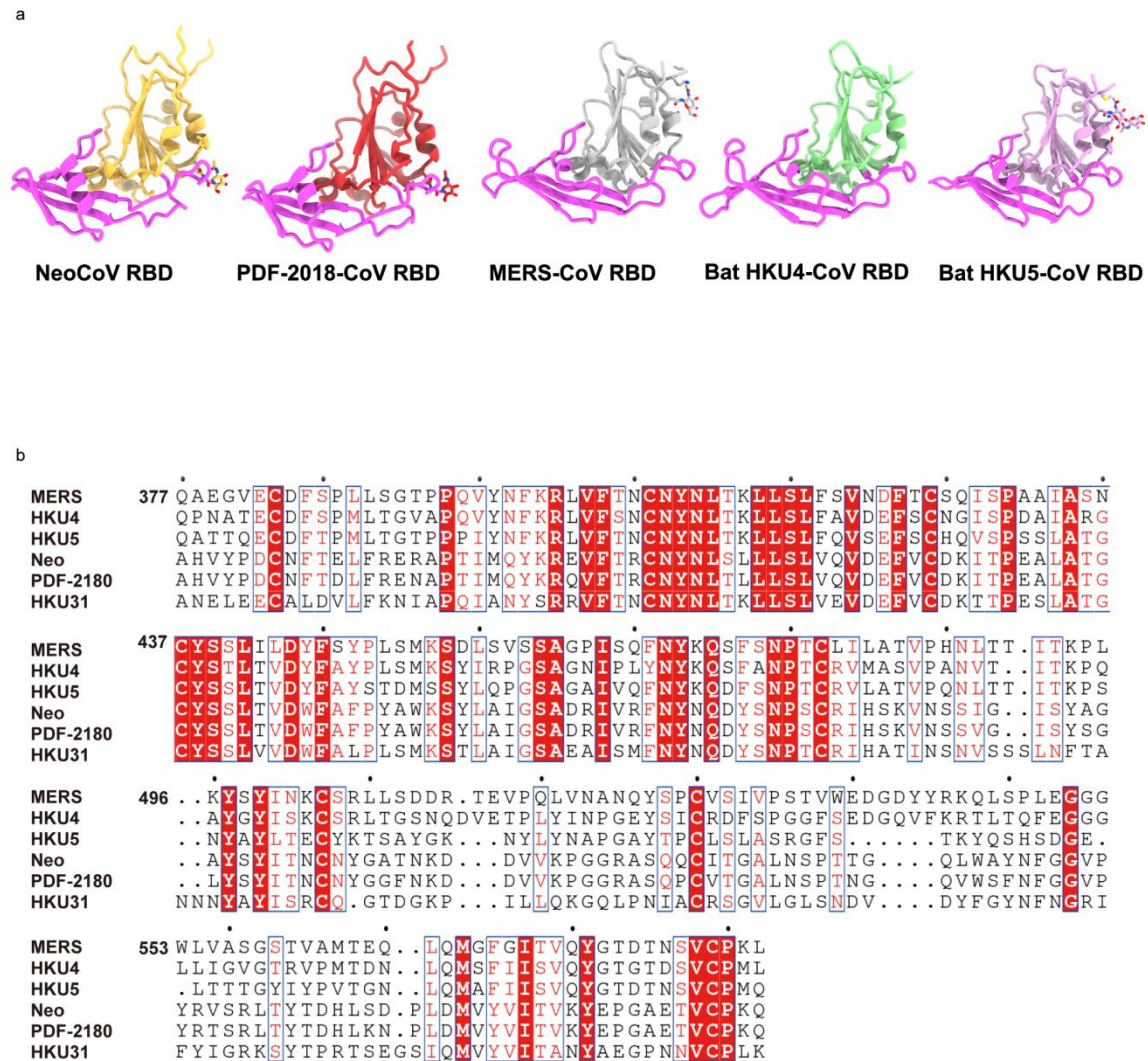 a
NeoCoV RBD PDF-2018-CoV RBD MERS-CoV RBD Bat HKU4-CoV RBD Bat HKU5-CoV RBD
b
MERS 377 QAEGVECDFSPLLSGTPPQVYNFKRLVFTNCNYNLTKLLSLFSVNDFTCSQISPAAIASN
HKU4 QPNATECDFSPMLTGVAPQVYNFKRLVFSNCNYNLTKLLSLFAVDEFSCNGISPDAIARG
HKU5 QATTQECDFTPMLTGTPPPIYNFKRLVFTNCNYNLTKLLSLFQVSEFSCHQVSPSSLATG
Neo AHVYPDCNFTELFRERAPTIMQYKREVFTRCNYNLSLLLSLFQVDEFVCDKITPEALATG
PDF-2180 AHVYPDCNFTDLFRENAPTIMQYKRQVFTRCNYNLTLLLSLVQVDEFVCDKITPEALATG
HKU31 ANELEECALDVLFKNIAPQIANYSRRVFTNCNYNLTKLLSLVEVDEFVCDKTTPESLATG
MERS 437 CYSSLILDYFSYPLSMKSDLSVSSAGPISQFNYKQSFSNPTCLILATVPHNLTT.ITKPL
HKU4 CYSTLTVDYFAYPLSMKSYIRPGSAGNIPLYNYKQSFANPTCRVMASVPANVTT.ITKPQ
HKU5 CYSSLTVDYFAYSTDMSSYLQPGSAGAIVQFNYKQDFSNPTCRVLATVPQNLTT.ITKPS
Neo CYSSLTVDWFAFPYAWKSYLAIGSADRIVRFNYNQDYSNPSCRIHSKVNSSIG..ISYAG
PDF-2180 CYSSLTVDWFAFPYAWKSYLAIGSADRIVRFNYNQDYSNPSCRIHSKVNSSVG..ISYSG
HKU31 CYSSLVVDWFALPLSMKSTLAIGSAEAISMFNYNQDYSNPTCRIHATINSNVSSSLNFTA
MERS 496 ..KYSYINKCSRLLSDDR.TEVPQLVNANQYSPCVSIVPSTVWEDGDYYRKQLSPLEGGG
HKU4 ..AYGYISKCSRLTGSNQDVETPLYINPGEYSICRDFSPGGFSEDGQVFKRTLTQFEGGG
HKU5 ..NYAYLTECYKTSAYGK....NYLYNAPGAYTPCLSLASRGFS....TKYQSHSDGE.
Neo ..AYSYITNCNYGATNKD...DVVKPGGRASQQCITGALNSPTTG....QLWAYNFGGVP
PDF-2180 ..LYSYITNCNYGGFNKD...DVVKPGGRASQPCVTGALNSPTNG....QVWSFNFGGVP
HKU31 NNNYAYISRCQ.GTDGKP...ILLQKGQLPNIACRSGVLGLSNDV....DYFGYNFNGRI
MERS 553 WLVASGSTVAMTEQ..LQMGFGITVQYGTDTNSVCPKL
HKU4 LLIGVGTRVPMTDN..LQMSFIISVQYGTGTDSVCPML
HKU5 .LTTTGYIYPVTGN..LQMAFIISVQYGTDTNSVCPMQ
Neo YRVSRLTYTDHLSD.PLDMVYVITVKYEPGAETVCPKQ
PDF-2180 YRTSRLTYTDHLKN.PLDMVYVITVKYEPGAETVCPKQ
HKU31 FYIGRKSYTPRTSEGSIQMVYVITANYAEGPNNVCPLK